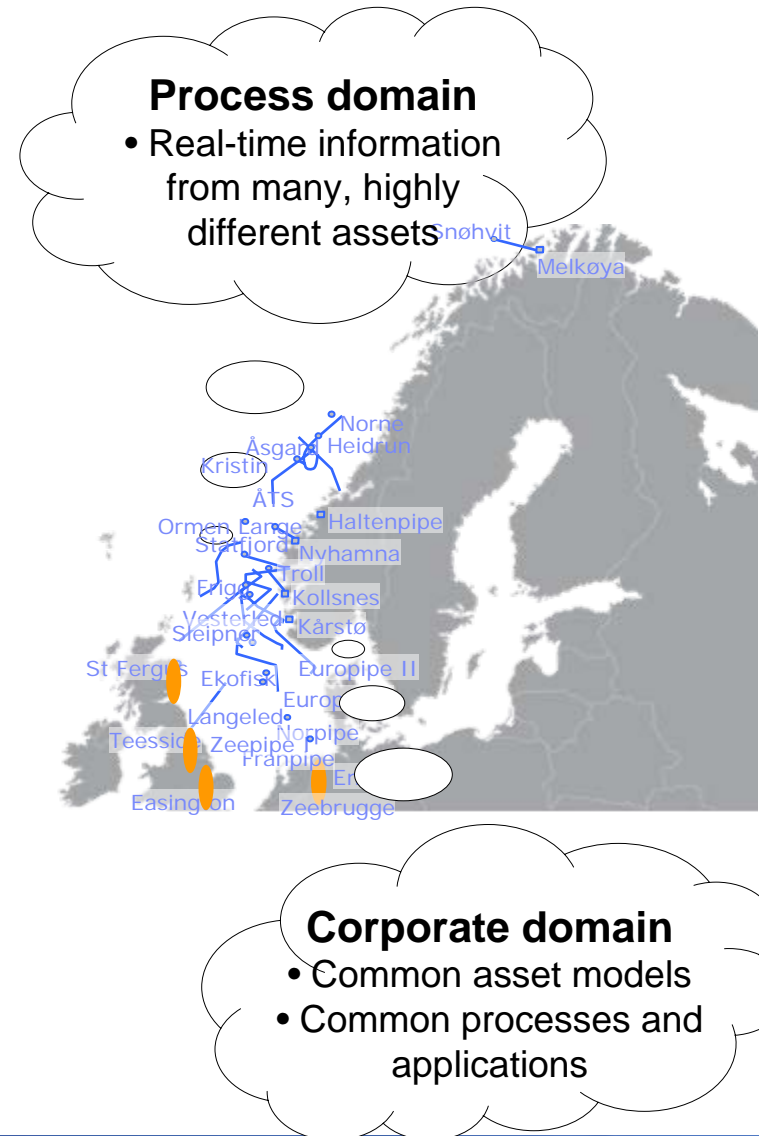 Process domain
• Real-time information
from many, highly
different assets
Snøhvit
Melkøya
Norne
Åsgard Heidrun
Kristin
ÅTS
Ormen Lange
Haltenpipe
Statfjord
Nyhamna
Troll
Frigg
Kollsnes
Vesterled
Kårstø
Sleipner
St Fergus
Europipe II
Ekofisk
Europ
Langeled
Norpipe
Teesside
Zeepipe I
Franpipe
Easington
Zeebrugge
Corporate domain
• Common asset models
• Common processes and
applications